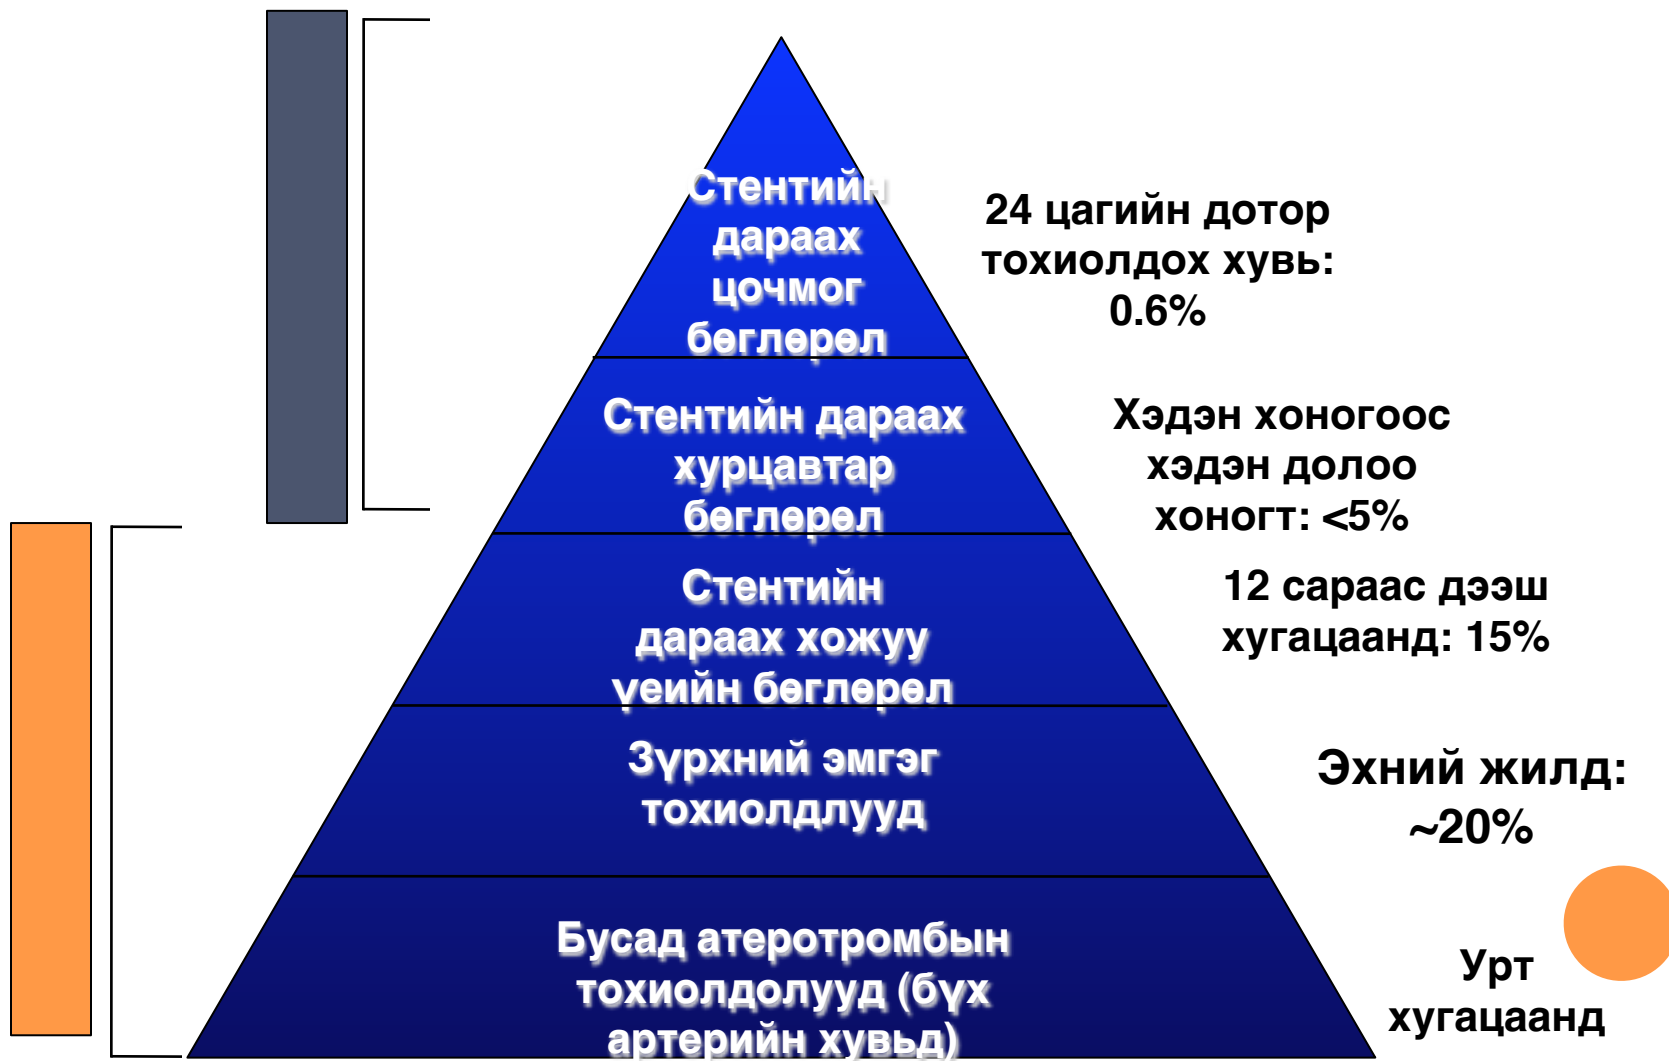 Стентийн
дараах
цочмог
бөглөрөл
24 цагийн дотор
тохиолдох хувь:
0.6%
Стентийн дараах
хурцавтар
бөглөрөл
Хэдэн хоногоос
хэдэн долоо
хоногт: <5%
Стентийн
дараах хожуу
үеийн бөглөрөл
12 сараас дээш
хугацаанд: 15%
Зүрхний эмгэг
тохиолдлууд
Эхний жилд:
~20%
Бусад атеротромбын
тохиолдолууд (бүх
артерийн хувьд)
Урт
хугацаанд